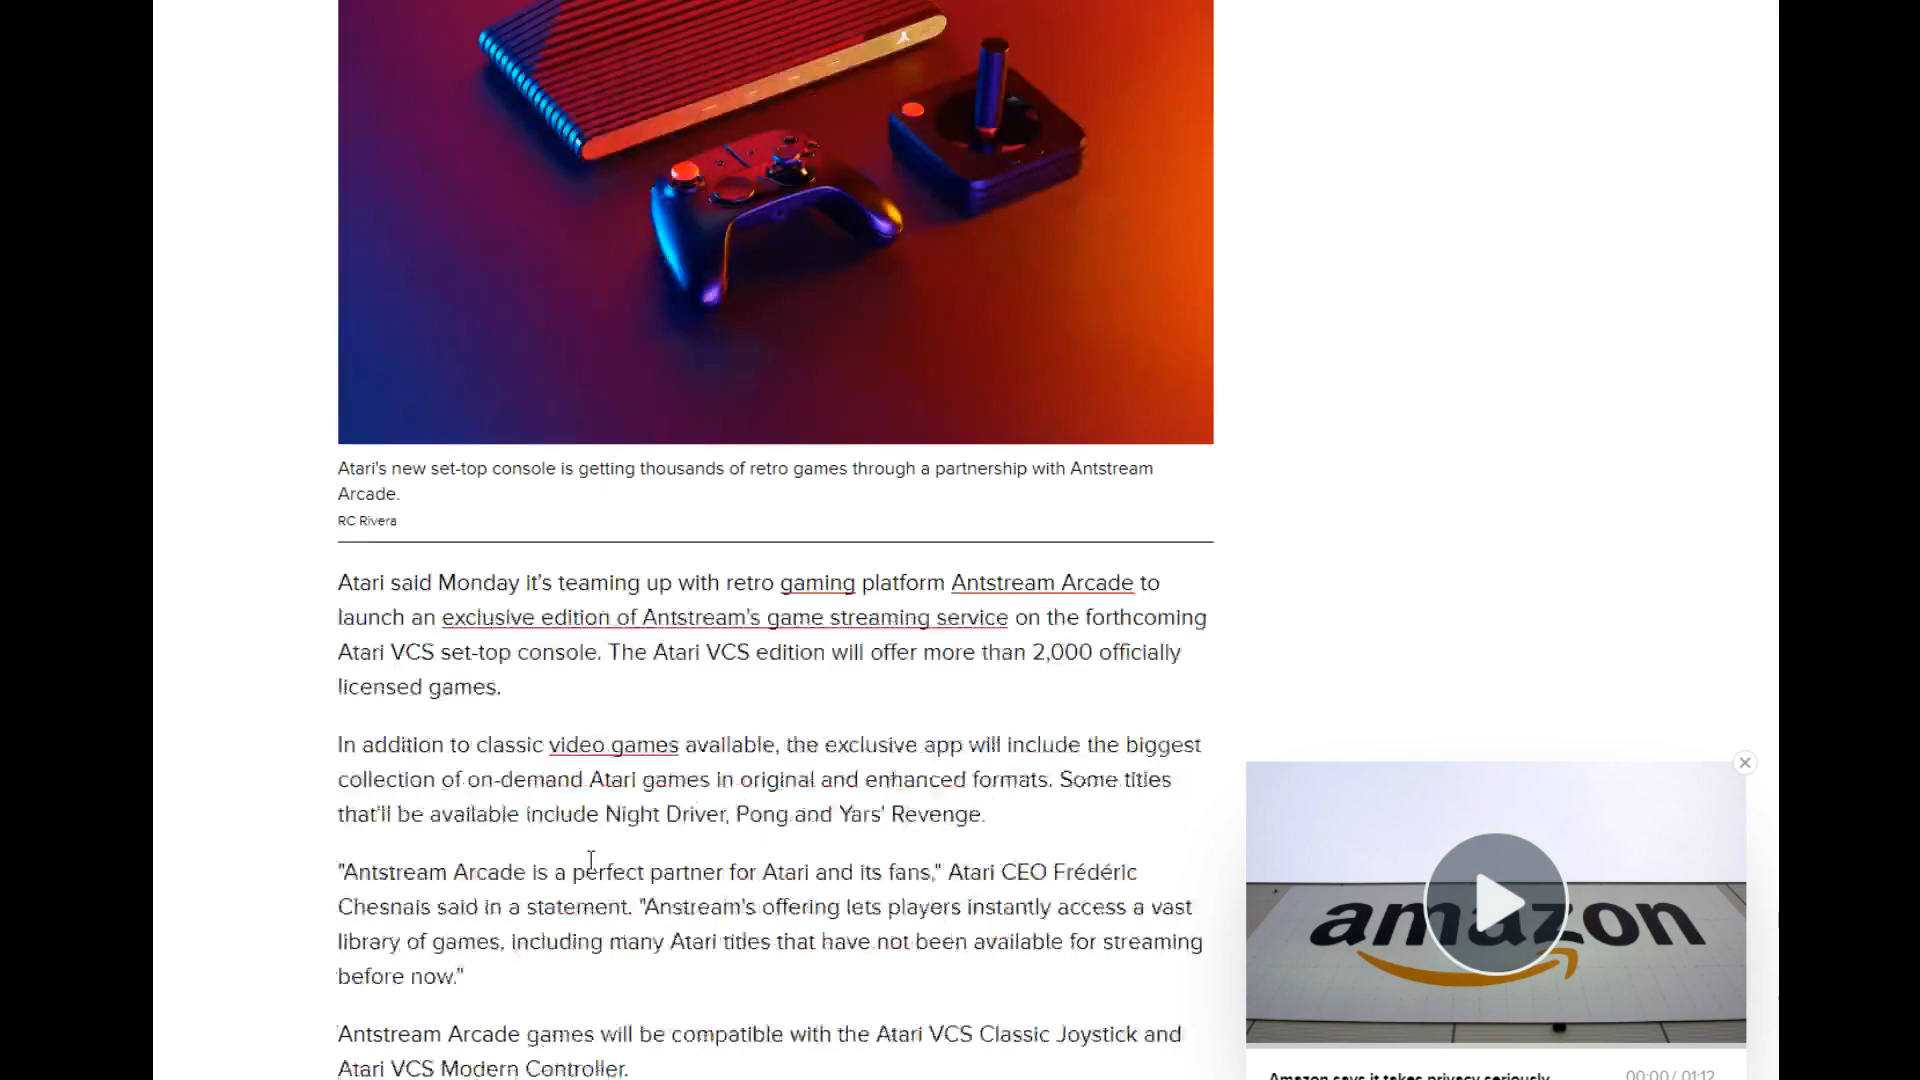 Atari's new set-top console is getting thousands of retro games through a partnership with Antstream
Arcade.
RC Rivera
Atari said Monday it's teaming up with retro gaming platform Antstream Arcade to
launch an exclusive edition of Antstream's game streaming service on the forthcoming
Atari VCS set-top console. The Atari VCS edition will offer more than 2,000 officially
licensed games.
In addition to classic video games available, the exclusive app will include the biggest
collection of on-demand Atari games in original and enhanced formats. Some titles
that'll be available include Night Driver, Pong and Yars' Revenge.
"Antstream Arcade is a perfect partner for Atari and its fans," Atari CEO Frédéric
Chesnais said in a statement. "Anstream's offering lets players instantly access a vast
library of games, including many Atari titles that have not been available for streaming
before now."
Antstream Arcade games will be compatible with the Atari VCS Classic Joystick and
Atari VCS Modern Controller.
amazon
Amazon says it takes privacy seriously 00:00 / 01:12